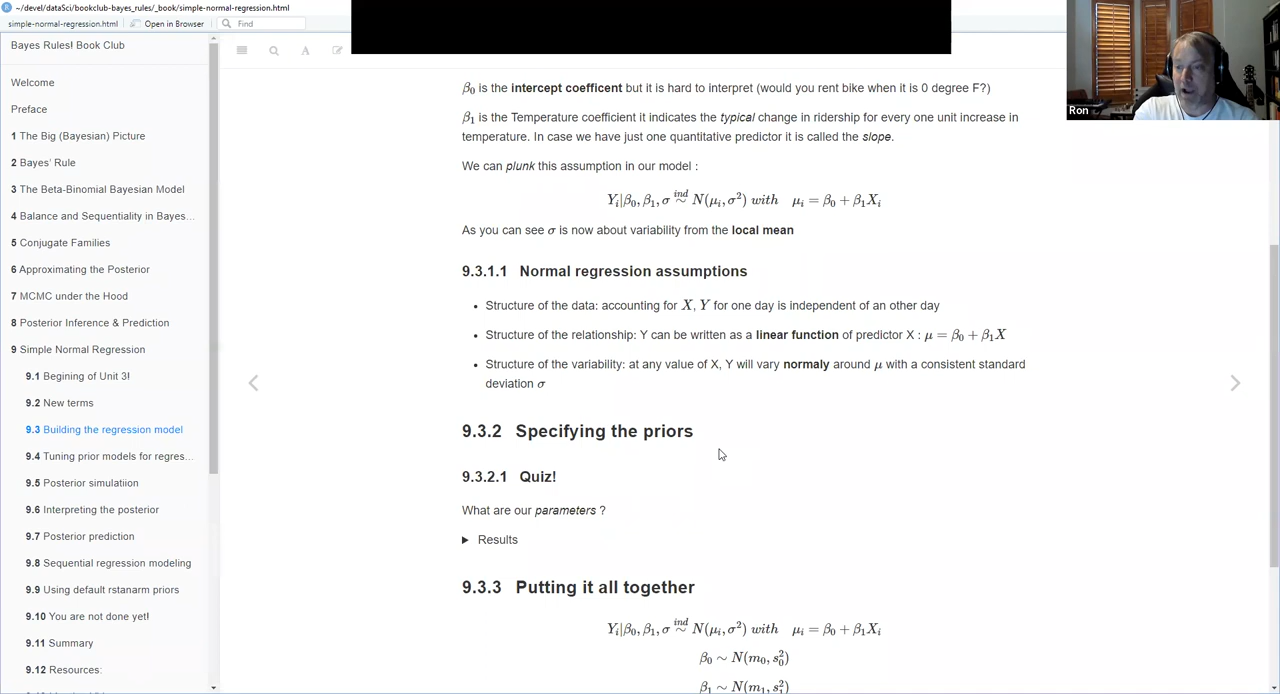 ~/devel/dataSci/bookclub-bayes_rules/_book/simple-normal-regression.html
simple-normal-regression.html Open in Browser Find
Bayes Rules! Book Club
Welcome
Preface
1 The Big (Bayesian) Picture
2 Bayes' Rule
3 The Beta-Binomial Bayesian Model
4 Balance and Sequentiality in Bayes...
5 Conjugate Families
6 Approximating the Posterior
7 MCMC under the Hood
8 Posterior Inference & Prediction
9 Simple Normal Regression
9.1 Begining of Unit 3!
9.2 New terms
9.3 Building the regression model
9.4 Tuning prior models for regres...
9.5 Posterior simulatiion
9.6 Interpreting the posterior
9.7 Posterior prediction
9.8 Sequential regression modeling
9.9 Using default rstanarm priors
9.10 You are not done yet!
9.11 Summary
9.12 Resources:
β0 is the intercept coefficent but it is hard to interpret (would you rent bike when it is 0 degree F?)
β1 is the Temperature coefficient it indicates the typical change in ridership for every one unit increase in
temperature. In case we have just one quantitative predictor it is called the slope.
We can plunk this assumption in our model :
Yi|β0, β1, σ ind ~ N(μi, σ²) with μi = β0 + β1Xi
As you can see σ is now about variability from the local mean
9.3.1.1 Normal regression assumptions
• Structure of the data: accounting for X, Y for one day is independent of an other day
• Structure of the relationship: Y can be written as a linear function of predictor X : μ = β0 + β1X
• Structure of the variability: at any value of X, Y will vary normaly around μ with a consistent standard
deviation σ
9.3.2 Specifying the priors
9.3.2.1 Quiz!
What are our parameters ?
Results
9.3.3 Putting it all together
Yi|β0, β1, σ ind ~ N(μi, σ²) with μi = β0 + β1Xi
β0 ~ N(m0, s0²)
β1 ~ N(m1, s1²)
Ron